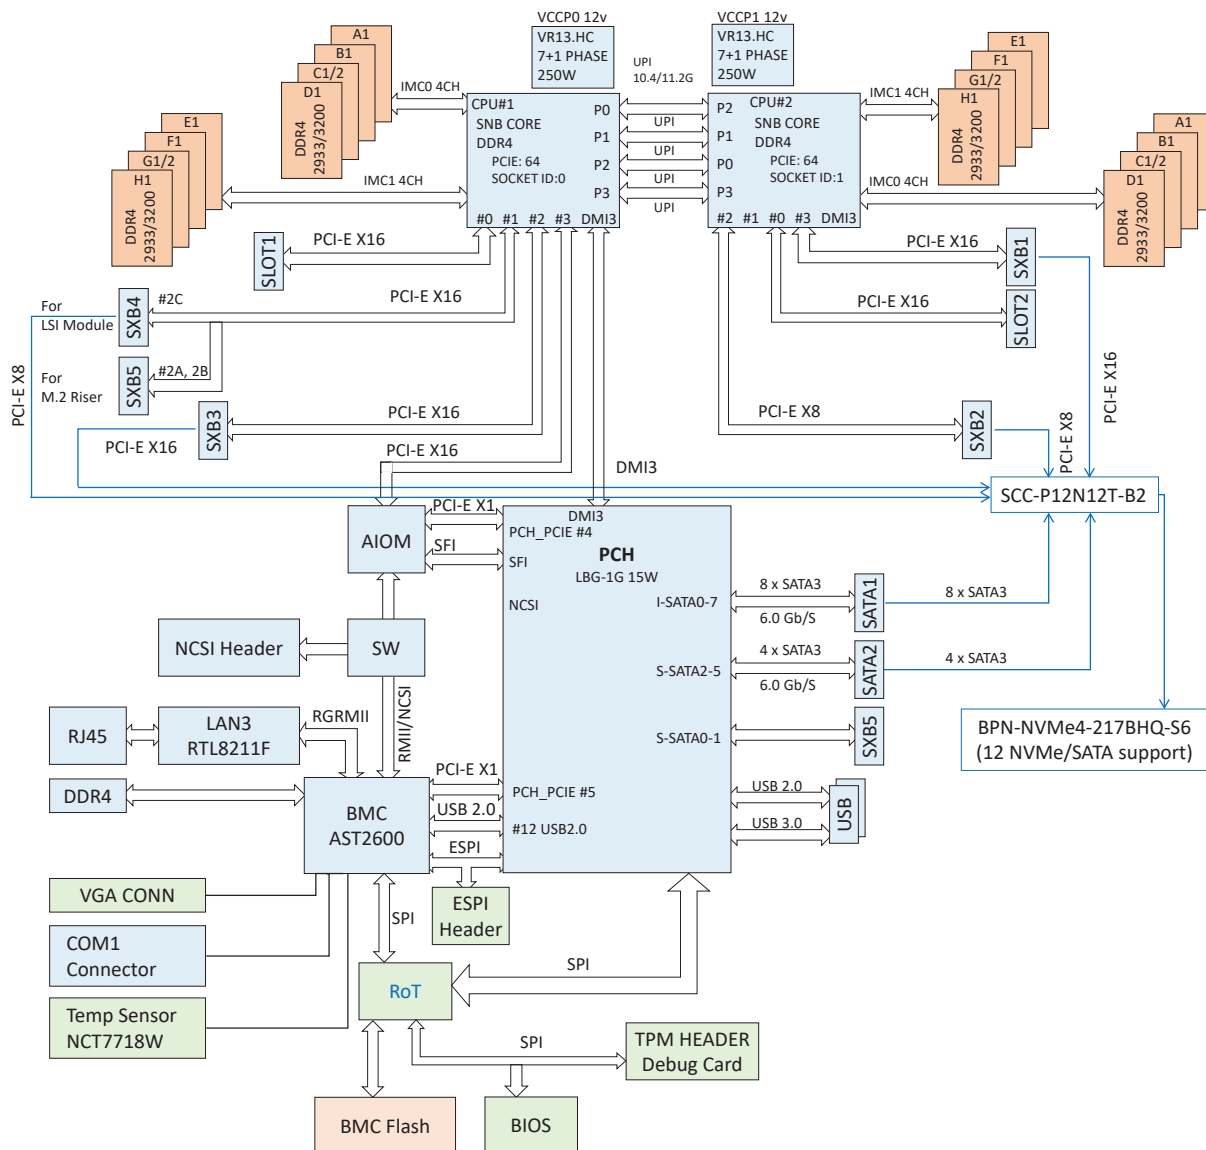 VCCP0 12v
VR13.HC
7+1 PHASE
250W
VCCP1 12v
VR13.HC
7+1 PHASE
250W
A1
B1
C1/2
D1
DDR4
2933/3200
IMC0 4CH
E1
F1
G1/2
H1
DDR4
2933/3200
IMC1 4CH
CPU#1
SNB CORE
DDR4
PCIE: 64
SOCKET ID:0
P0
P1
P2
P3
#0
#1
#2
#3
DMI3
UPI
10.4/11.2G
UPI
UPI
UPI
UPI
CPU#2
SNB CORE
DDR4
PCIE: 64
SOCKET ID:1
P2
P1
P0
P3
#2
#1
#0
#3
DMI3
IMC1 4CH
E1
F1
G1/2
H1
DDR4
2933/3200
IMC0 4CH
A1
B1
C1/2
D1
DDR4
2933/3200
SLOT1
PCI-E X16
PCI-E X16
SXB1
For
LSI Module
SXB4
#2C
PCI-E X16
PCI-E X16
SLOT2
PCI-E X8
For
M.2 Riser
SXB5
#2A, 2B
PCI-E X16
PCI-E X16
SXB3
PCI-E X16
PCI-E X8
SXB2
PCI-E X8
PCI-E X16
DMI3
SCC-P12N12T-B2
AIOM
PCI-E X1
SFI
DMI3
PCH_PCIE #4
PCH
LBG-1G 15W
SFI
NCSI
I-SATA0-7
8 x SATA3
6.0 Gb/S
SATA1
8 x SATA3
NCSI Header
SW
S-SATA2-5
4 x SATA3
6.0 Gb/S
SATA2
4 x SATA3
RMII/NCSI
RJ45
LAN3
RTL8211F
RGRMII
S-SATA0-1
SXB5
BPN-NVMe4-217BHQ-S6
(12 NVMe/SATA support)
DDR4
BMC
AST2600
PCI-E X1
PCH_PCIE #5
USB 2.0
#12 USB2.0
ESPI
USB 2.0
USB 3.0
USB
VGA CONN
SPI
ESPI
Header
COM1
Connector
SPI
RoT
Temp Sensor
NCT7718W
SPI
TPM HEADER
Debug Card
BMC Flash
BIOS